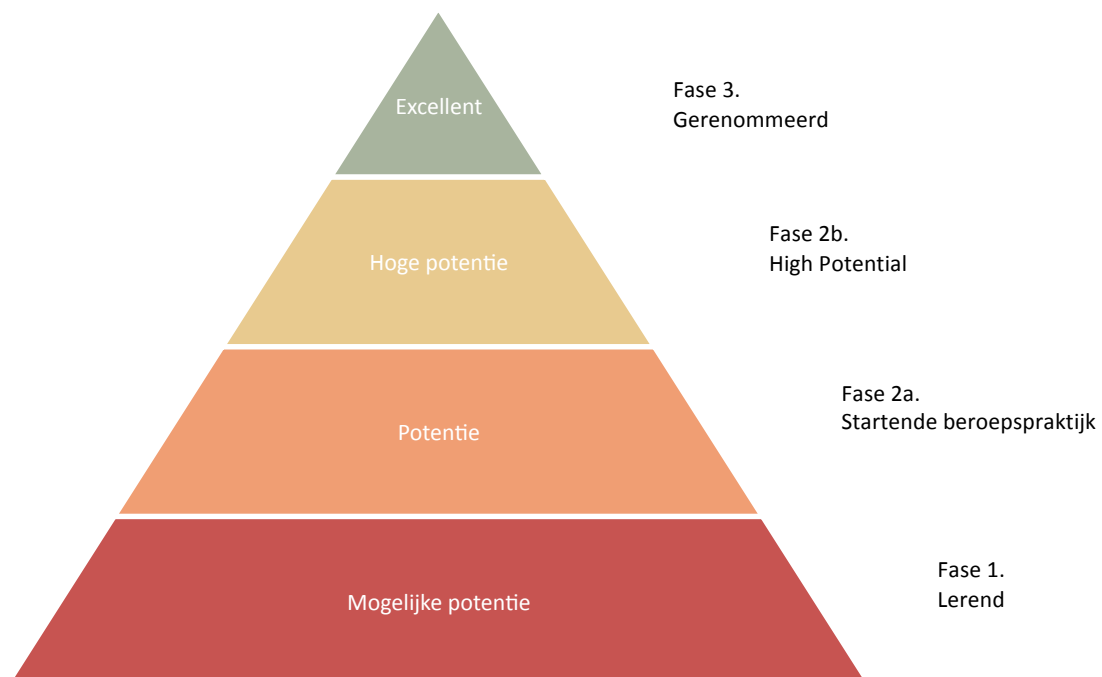 Excellent
Fase 3.
Gerenommeerd
Hoge potentie
Fase 2b.
High Potential
Potentie
Fase 2a.
Startende beroepspraktijk
Mogelijke potentie
Fase 1.
Lerend